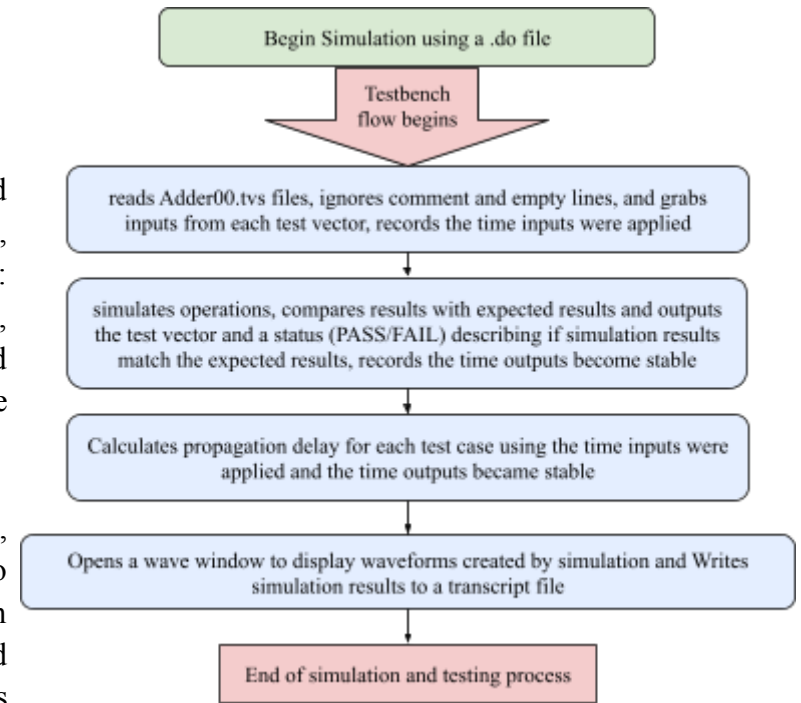 Begin Simulation using a .do file
Testbench
flow begins
reads Adder00.tvs files, ignores comment and empty lines, and grabs
inputs from each test vector, records the time inputs were applied
simulates operations, compares results with expected results and outputs
the test vector and a status (PASS/FAIL) describing if simulation results
match the expected results, records the time outputs become stable
Calculates propagation delay for each test case using the time inputs were
applied and the time outputs became stable
Opens a wave window to display waveforms created by simulation and Writes
simulation results to a transcript file
End of simulation and testing process